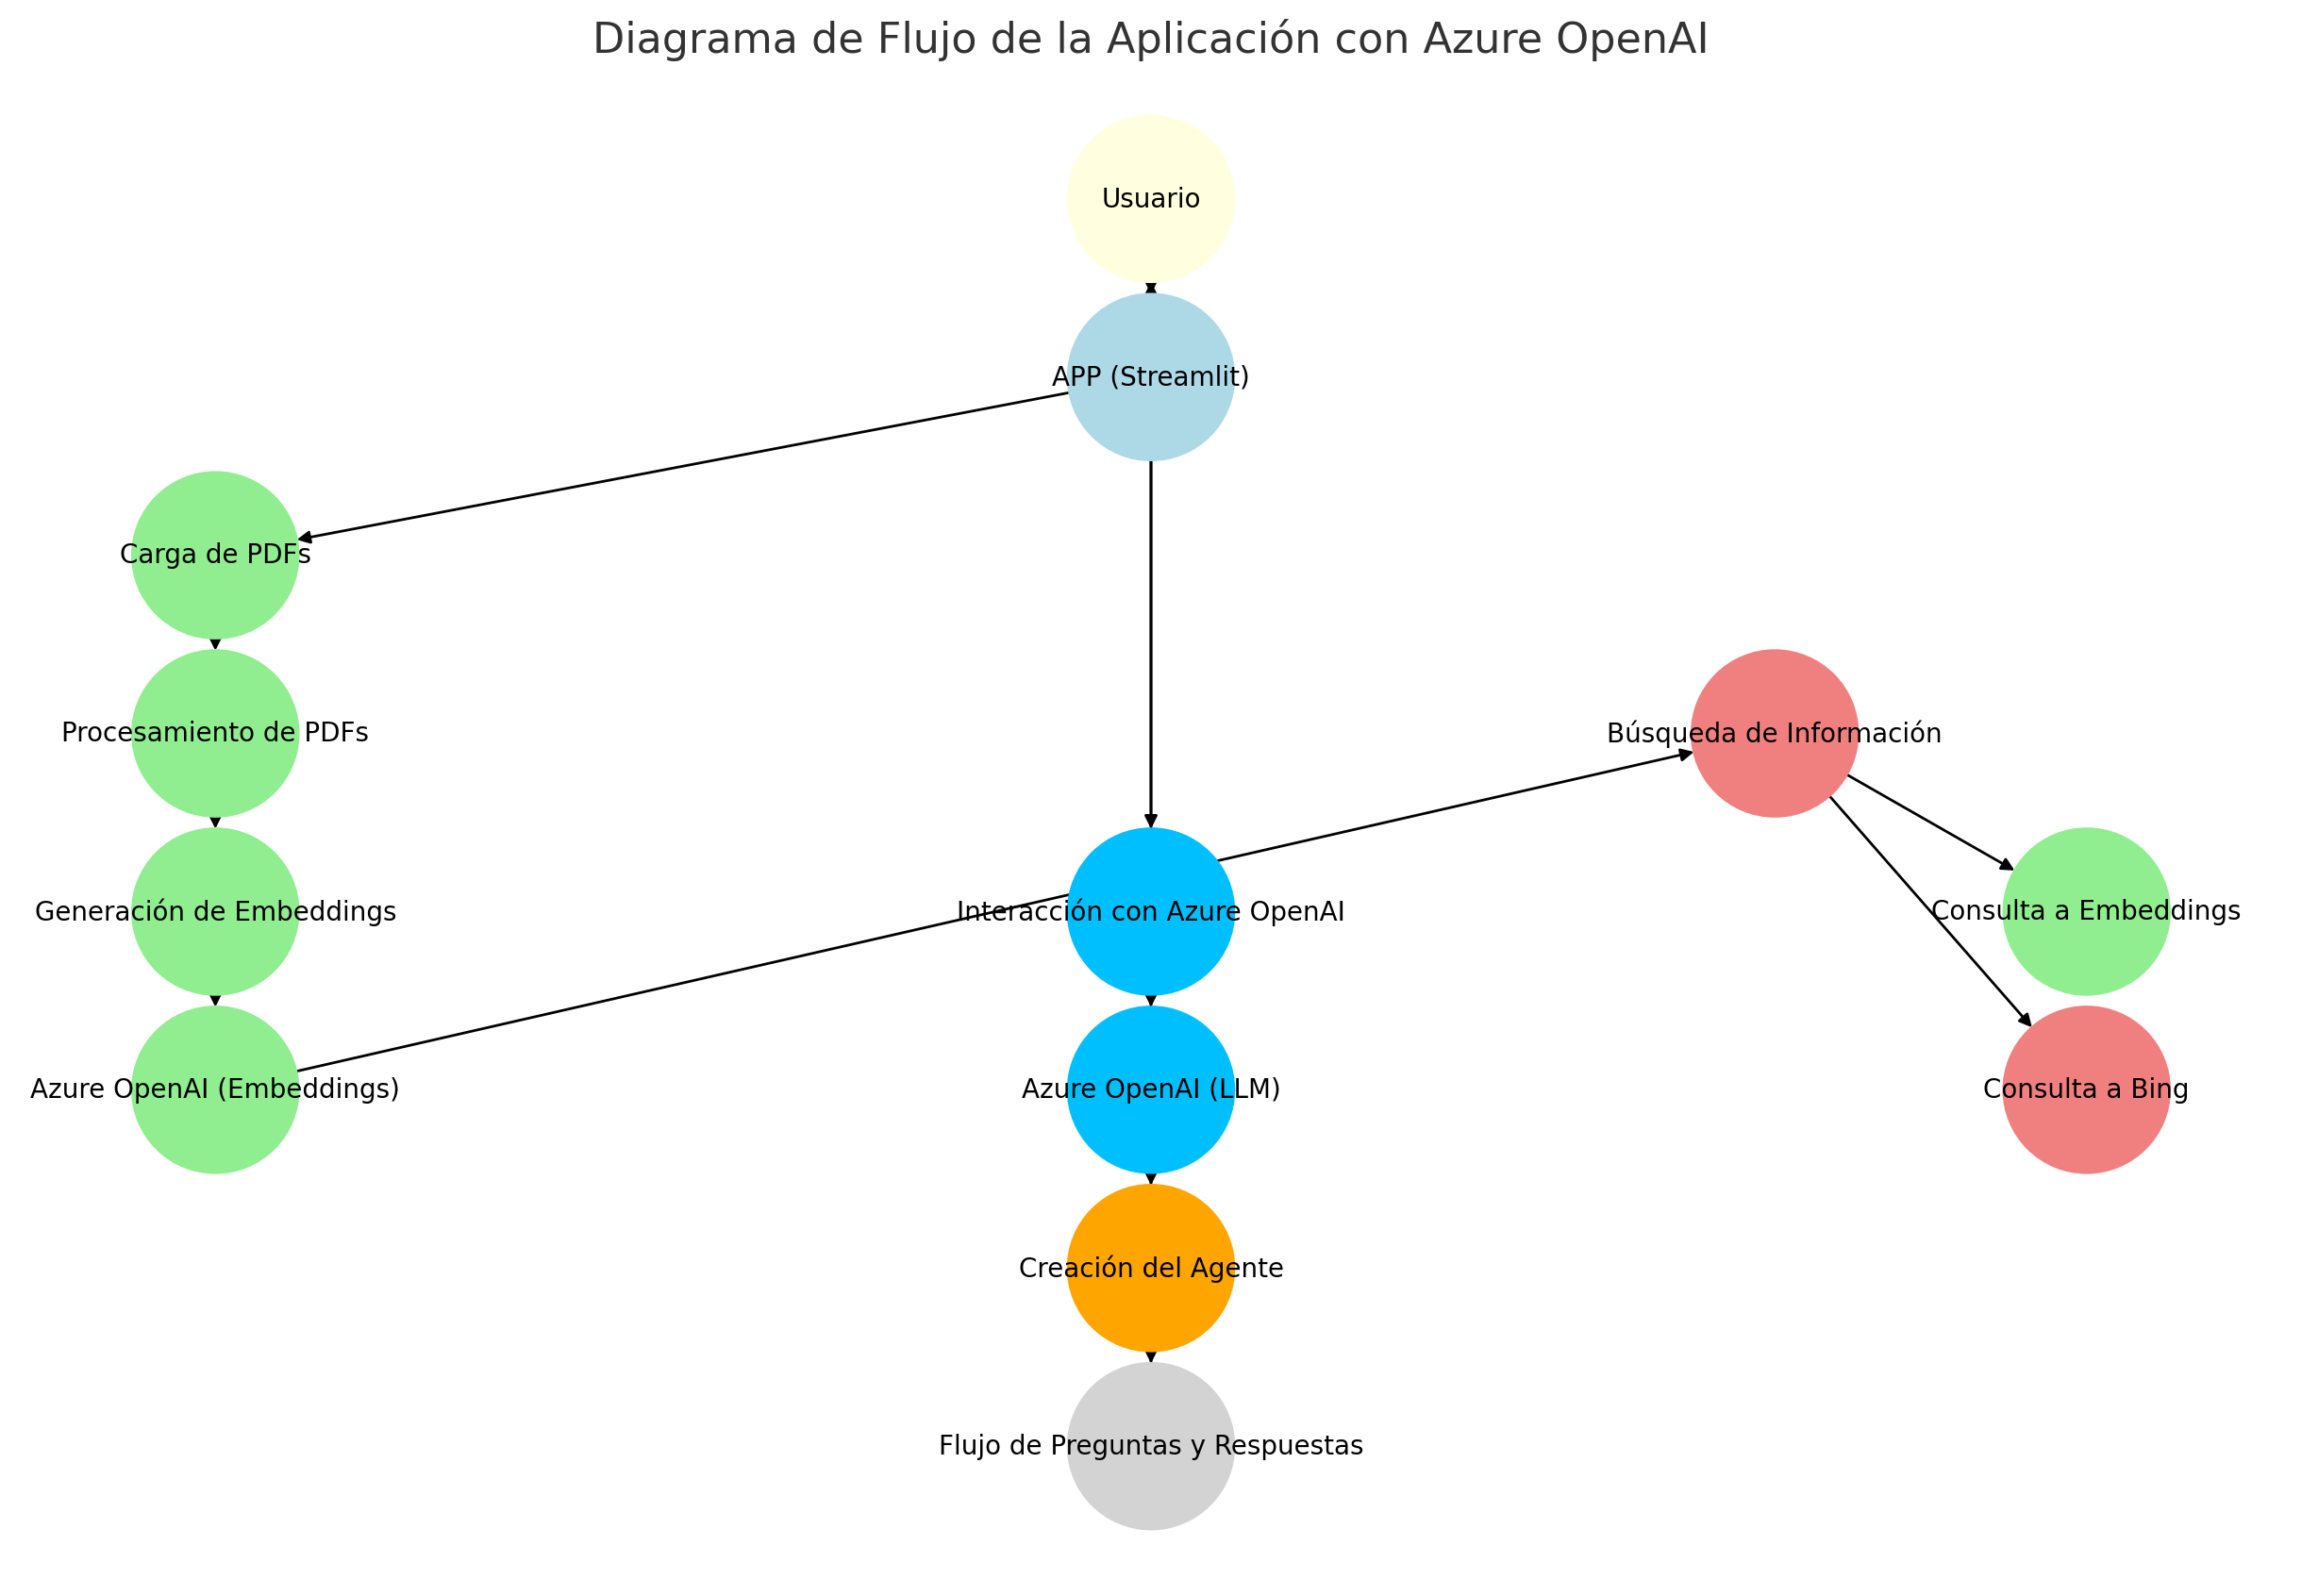 Diagrama de Flujo de la Aplicación con Azure OpenAI
Usuario
APP (Streamlit)
Carga de PDFs
Procesamiento de PDFs
Búsqueda de Información
Generación de Embeddings
Interacción con Azure OpenAI
Consulta a Embeddings
Azure OpenAI (Embeddings)
Azure OpenAI (LLM)
Consulta a Bing
Creación del Agente
Flujo de Preguntas y Respuestas